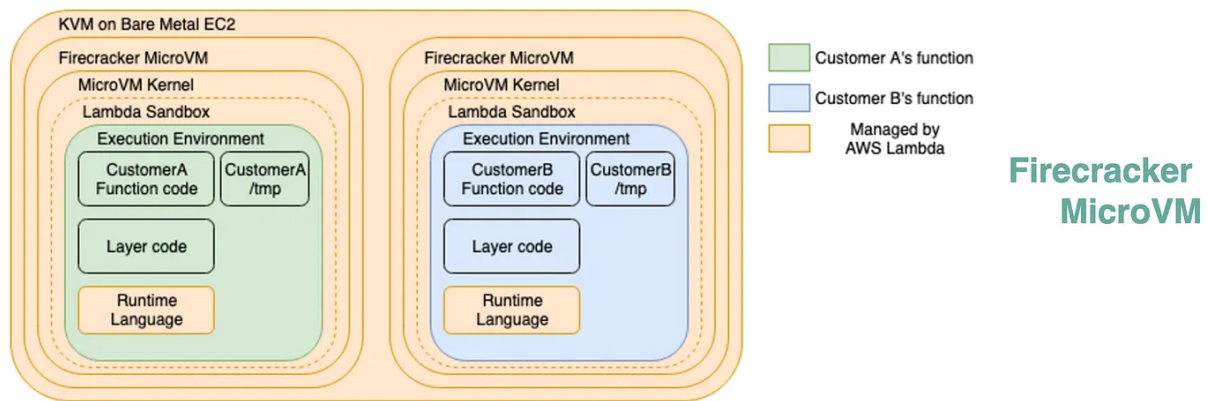 KVM on Bare Metal EC2
Firecracker MicroVM
MicroVM Kernel
Lambda Sandbox
Execution Environment
CustomerA
Function code
CustomerA
/tmp
Layer code
Runtime
Language
Firecracker MicroVM
MicroVM Kernel
Lambda Sandbox
Execution Environment
CustomerB
Function code
CustomerB
/tmp
Layer code
Runtime
Language
Customer A's function
Customer B's function
Managed by
AWS Lambda
Firecracker
MicroVM